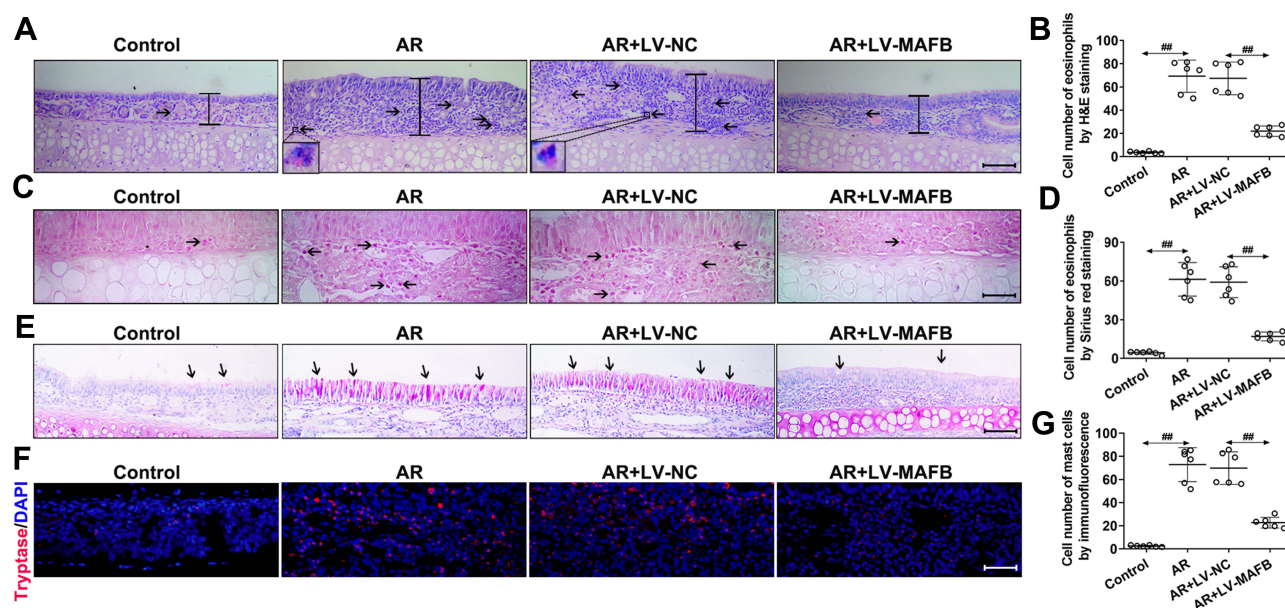 A
Control
AR
AR+LV-NC
AR+LV-MAFB
B
Cell number of eosinophils
by H&E staining
100
80
60
40
20
0
##
##
Control
AR
AR+LV-NC
AR+LV-MAFB
C
Control
AR
AR+LV-NC
AR+LV-MAFB
D
Cell number of eosinophils
by Sirius red staining
90
60
30
0
##
##
Control
AR
AR+LV-NC
AR+LV-MAFB
E
Control
AR
AR+LV-NC
AR+LV-MAFB
F
Tryptase/DAPI
Control
AR
AR+LV-NC
AR+LV-MAFB
G
Cell number of mast cells
by immunofluorescence
100
80
60
40
20
0
##
##
Control
AR
AR+LV-NC
AR+LV-MAFB